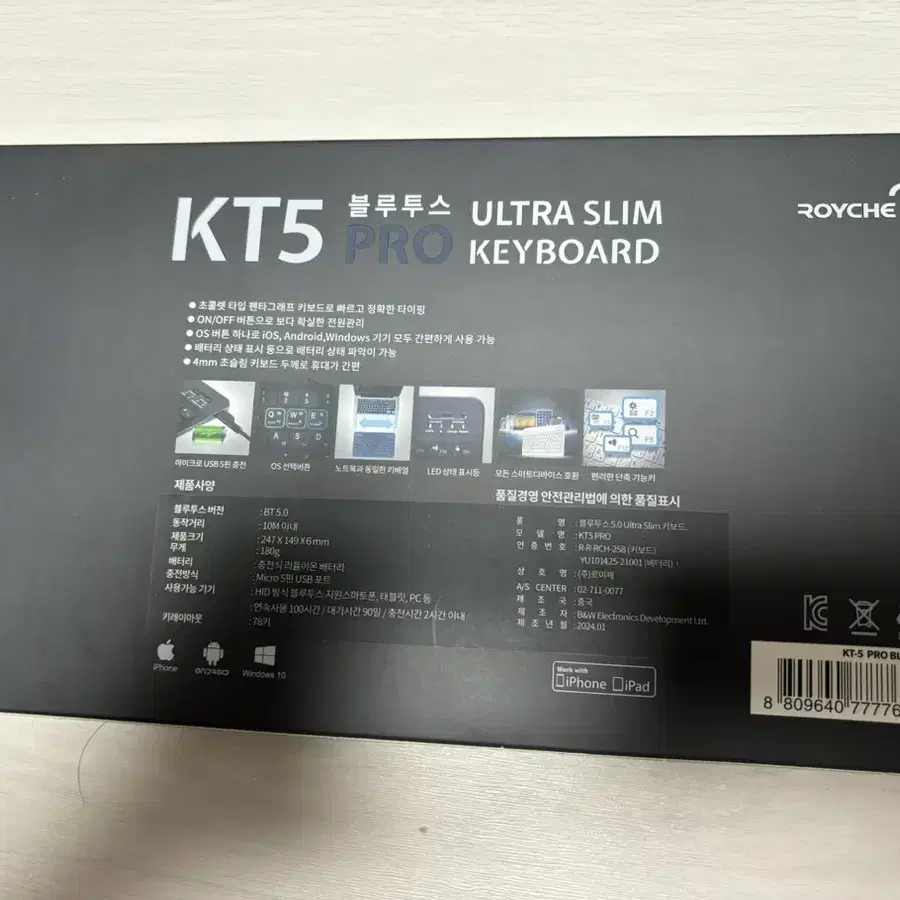 KT5 블루투스 PRO ULTRA SLIM KEYBOARD
ROYCHE
● 초콜렛 타입 펜타그래프 키보드로 빠르고 정확한 타이핑
● ON/OFF 버튼으로 보다 확실한 전원관리
● OS 버튼 하나로 iOS, Android,WIndows 기기 모두 간편하게 사용 가능
● 배터리 상태 표시 등으로 배터리 상태 파악이 가능
● 4mm 초슬림 키보드 두께로 휴대가 간편
마이크로 USB 5핀 충전
OS 선택버튼
노트북과 동일한 키배열
LED 상태 표시등
모든 스마트디바이스 호환
편리한 단축 기능키
제품사양
블루투스 버전 : BT 5.0
동작거리 : 10M 이내
제품크기 : 247 X 149 X 6 mm
무게 : 180g
배터리 : 충전식 리튬이온 배터리
충전방식 : Micro 5핀 USB 포트
사용가능 기기 : HID 방식 블루투스 지원스마트폰, 태블릿, PC 등
: 연속사용 100시간 / 대기시간 90일 / 충전시간 2시간 이내
키레이아웃 : 78키
iPhone
ANDROID
Windows 10
품질경영 안전관리법에 의한 품질표시
품 명 : 블루투스 5.0 Ultra Slim 키보드
모 델 명 : KT5 PRO
인 증 번 호 : R-R-RCH-258 (키보드)
YU101425-21001 (배터리)
상 호 명 : (주)로이체
A/S CENTER : 02-711-0077
제 조 국 : 중국
제 조 자 : B&W Electronics Development Ltd.
제 조 년 월 : 2024.01
Work with
iPhone iPad
KT-5 PRO BL
8 809640 77776